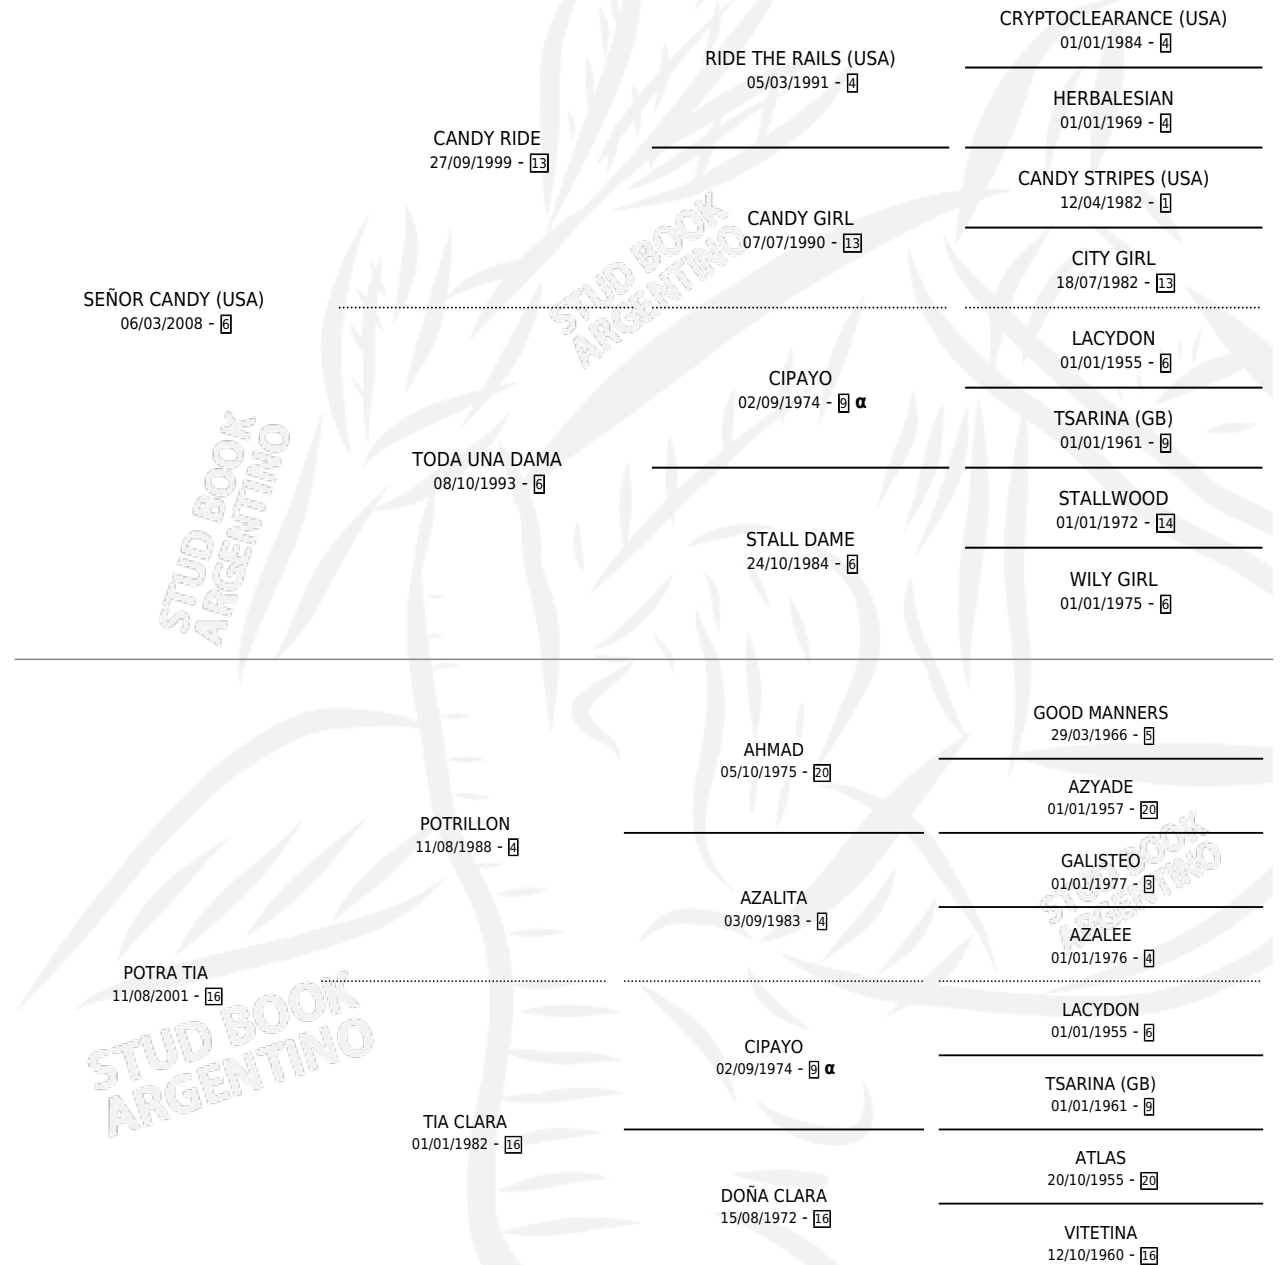 CRYPTOCLEARANCE (USA)
01/01/1984 - 4
RIDE THE RAILS (USA)
05/03/1991 - 4
HERBALESIAN
01/01/1969 - 4
CANDY RIDE
27/09/1999 - 13
CANDY STRIPES (USA)
12/04/1982 - 1
CANDY GIRL
07/07/1990 - 13
CITY GIRL
18/07/1982 - 13
SEÑOR CANDY (USA)
06/03/2008 - 6
STUD BOOK
ARGENTINO
LACYDON
01/01/1955 - 6
CIPAYO
02/09/1974 - 9 α
TSARINA (GB)
01/01/1961 - 9
TODA UNA DAMA
08/10/1993 - 6
STALLWOOD
01/01/1972 - 14
STALL DAME
24/10/1984 - 6
WILY GIRL
01/01/1975 - 6
STUD BOOK
ARGENTINO
GOOD MANNERS
29/03/1966 - 5
AHMAD
05/10/1975 - 20
AZYADE
01/01/1957 - 20
POTRILLON
11/08/1988 - 4
GALISTEO
01/01/1977 - 3
STUD BOOK
ARGENTINO
AZALITA
03/09/1983 - 4
AZALEE
01/01/1976 - 4
POTRA TIA
11/08/2001 - 16
STUD BOOK
ARGENTINO
LACYDON
01/01/1955 - 6
CIPAYO
02/09/1974 - 9 α
TSARINA (GB)
01/01/1961 - 9
TIA CLARA
01/01/1982 - 16
ATLAS
20/10/1955 - 20
DOÑA CLARA
15/08/1972 - 16
VITETINA
12/10/1960 - 16